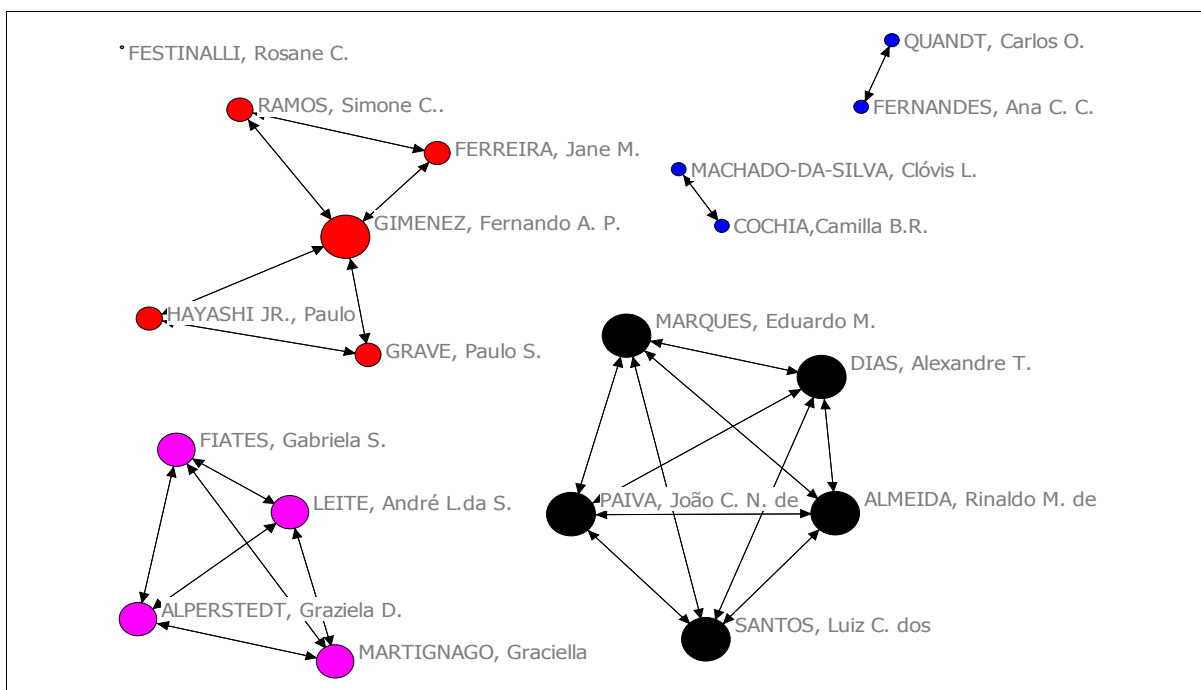 QUANDT, Carlos O.
FESTINALLI, Rosane C.
RAMOS, Simone C..
FERNANDES, Ana C. C.
FERREIRA, Jane M.
MACHADO-DA-SILVA, Clóvis L.
GIMENEZ, Fernando A. P.
COCHIA,Camilla B.R.
HAYASHI JR., Paulo
MARQUES, Eduardo M.
GRAVE, Paulo S.
DIAS, Alexandre T.
FIATES, Gabriela S.
LEITE, André L.da S.
PAIVA, João C. N. de
ALMEIDA, Rinaldo M. de
ALPERSTEDT, Graziela D.
SANTOS, Luiz C. dos
MARTIGNAGO, Graciella